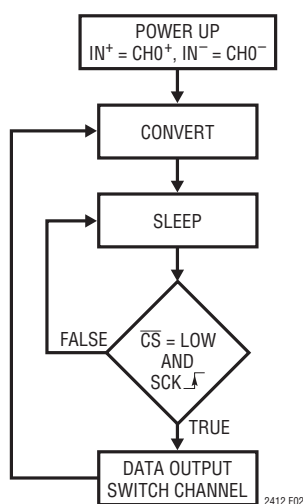 POWER UP
IN⁺ = CH0⁺, IN⁻ = CH0⁻
CONVERT
SLEEP
FALSE
C̅S̅ = LOW
AND
SCK
TRUE
DATA OUTPUT
SWITCH CHANNEL
2412 F02